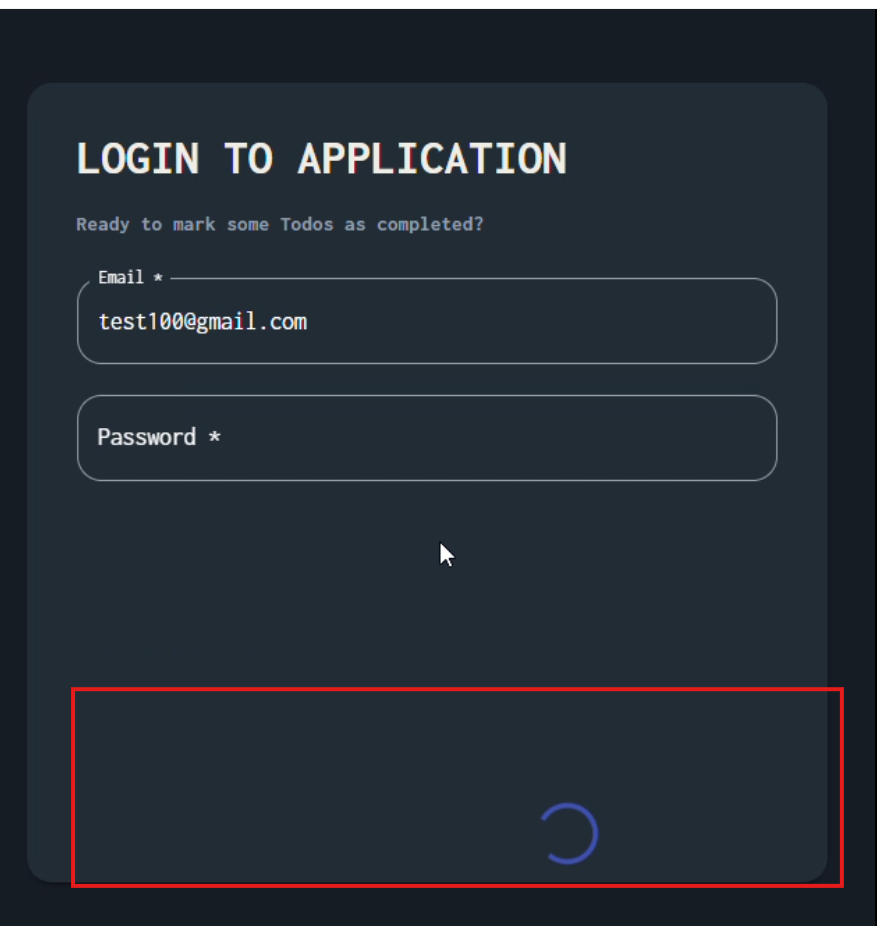 LOGIN TO APPLICATION
Ready to mark some Todos as completed?
Email *
test100@gmail.com
Password *